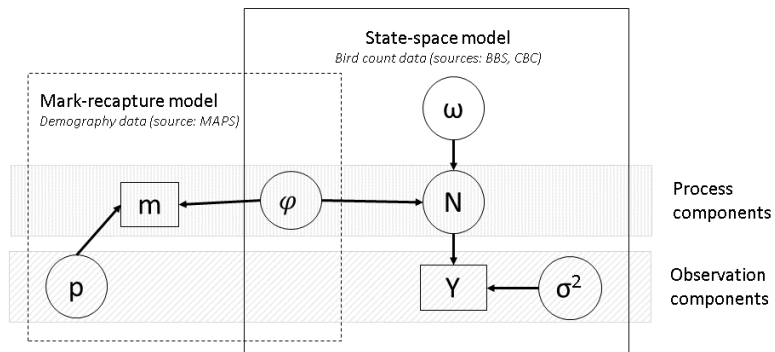 State-space model
Bird count data (sources: BBS, CBC)
Mark-recapture model
Demography data (source: MAPS)
ω
m
φ
N
Process
components
p
Y
σ²
Observation
components